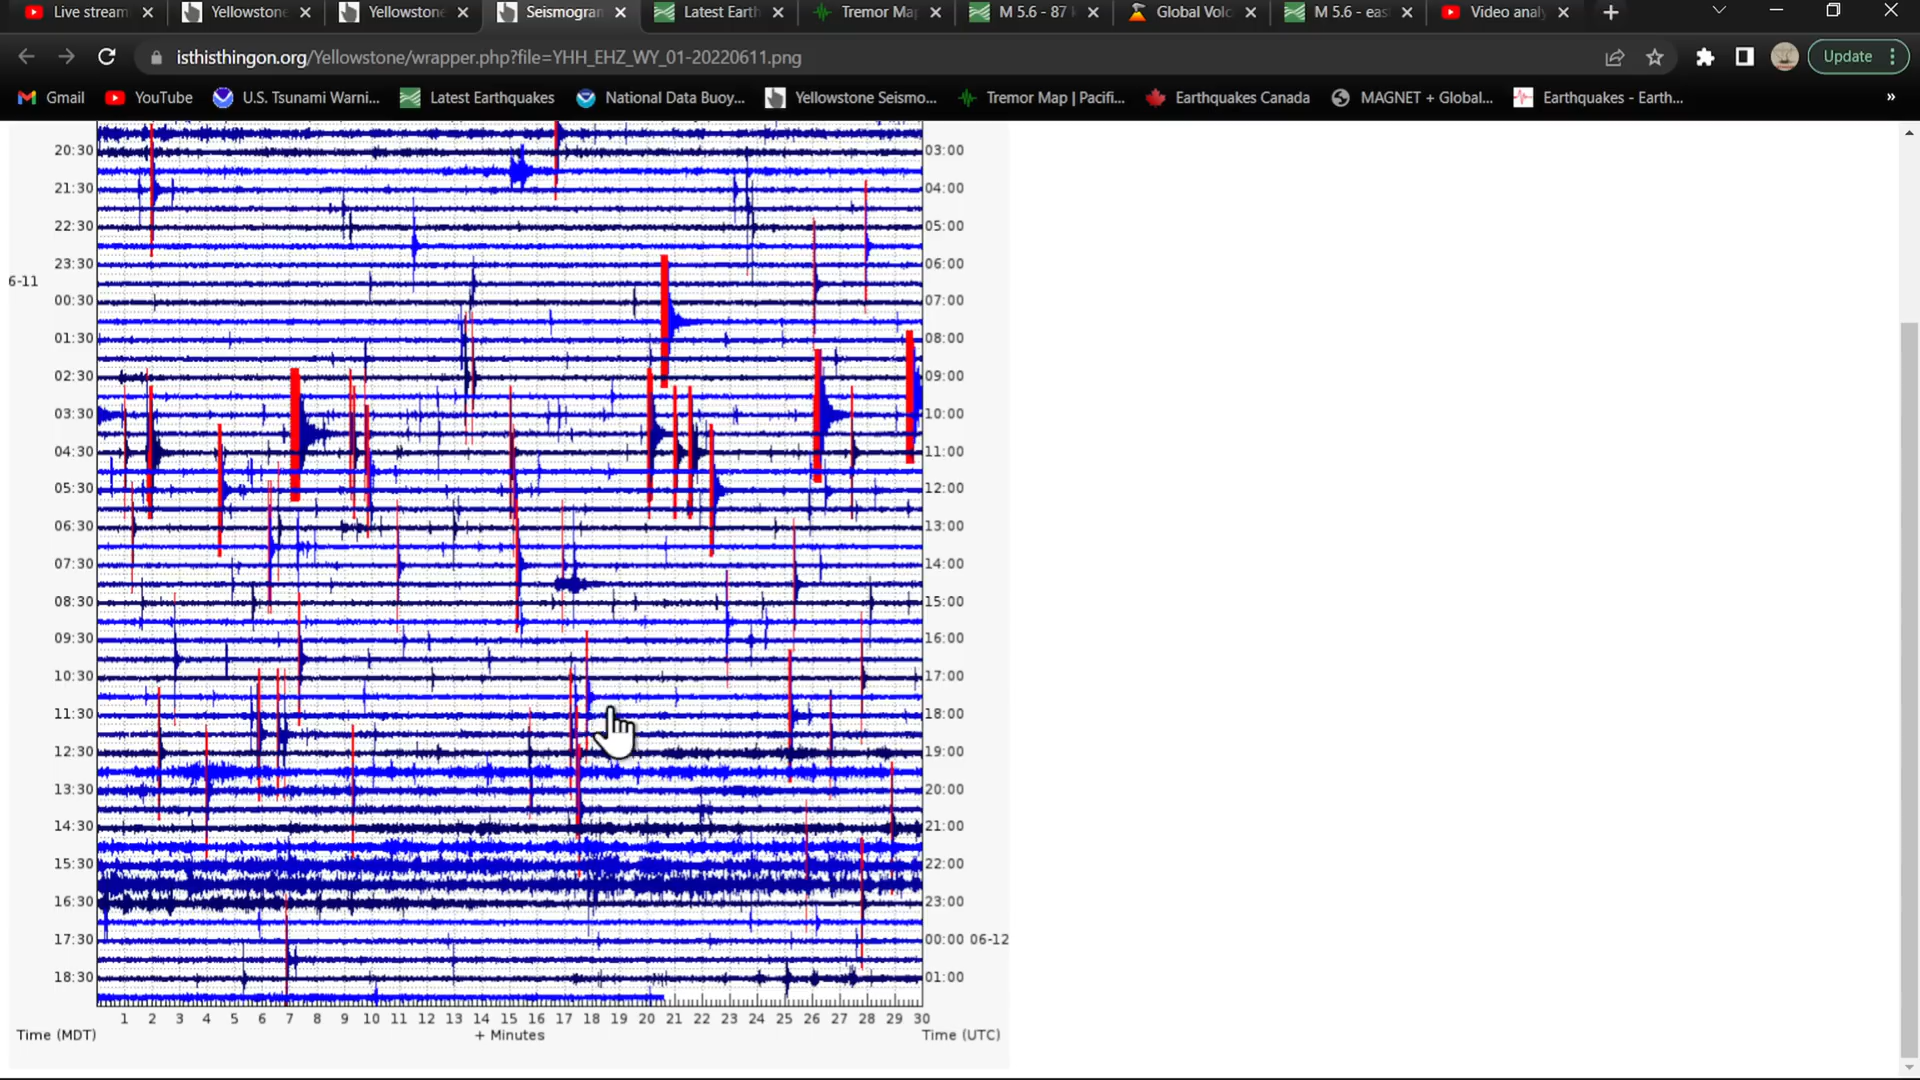 Live stream
Yellowstone
Yellowstone
Seismogram
Latest Earth
Tremor Map
M 5.6 - 87
Global Volc
M 5.6 - eas
Video anal
isthisthingon.org/Yellowstone/wrapper.php?file=YHH_EHZ_WY_01-20220611.png
Update
Gmail
YouTube
U.S. Tsunami Warni...
Latest Earthquakes
National Data Buoy...
Yellowstone Seismo...
Tremor Map | Pacifi...
Earthquakes Canada
MAGNET + Global...
Earthquakes - Earth...
»
20:30 03:00
21:30 04:00
22:30 05:00
23:30 06:00
6-11
00:30 07:00
01:30 08:00
02:30 09:00
03:30 10:00
04:30 11:00
05:30 12:00
06:30 13:00
07:30 14:00
08:30 15:00
09:30 16:00
10:30 17:00
11:30 18:00
12:30 19:00
13:30 20:00
14:30 21:00
15:30 22:00
16:30 23:00
17:30 00:00 06-12
18:30 01:00
1 2 3 4 5 6 7 8 9 10 11 12 13 14 15 16 17 18 19 20 21 22 23 24 25 26 27 28 29 30
Time (MDT) + Minutes Time (UTC)